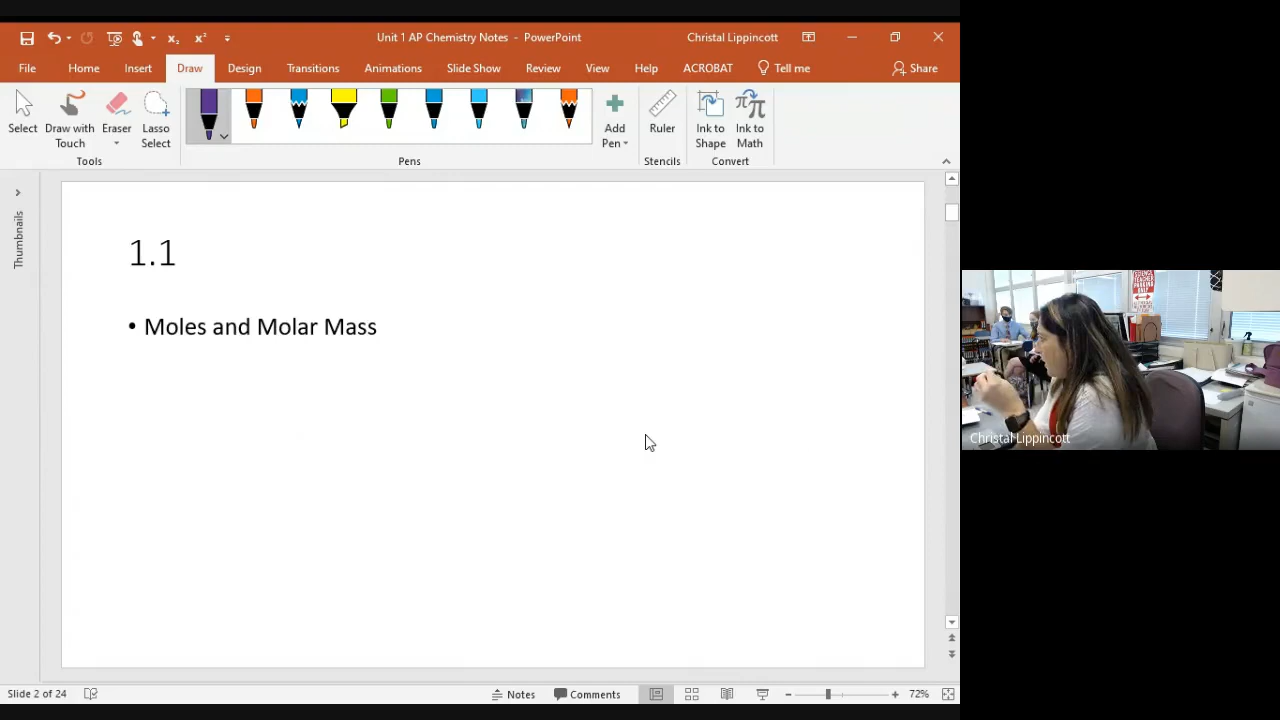 Unit 1 AP Chemistry Notes - PowerPoint
Christal Lippincott
File Home Insert Draw Design Transitions Animations Slide Show Review View Help ACROBAT Tell me Share
Select
Draw with Touch
Eraser
Lasso Select
Add Pen
Ruler
Ink to Shape
Ink to Math
Tools Pens Stencils Convert
Thumbnails
1.1
• Moles and Molar Mass
PARKING
ONLY
Christal Lippincott
Slide 2 of 24 Notes Comments 72%